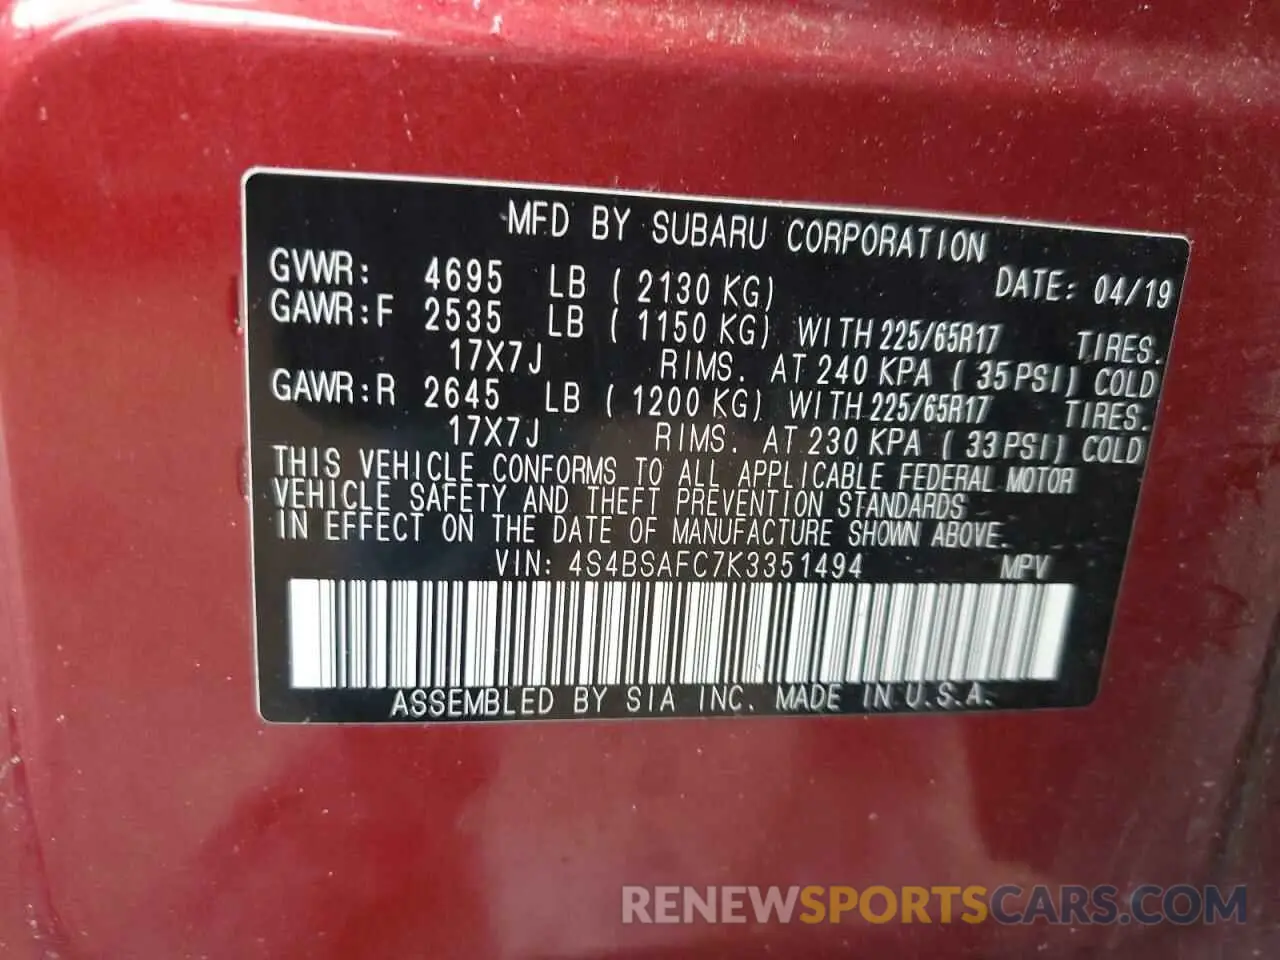 MFD BY SUBARU CORPORATION
GVWR: 4695 LB ( 2130 KG) DATE: 04/19
GAWR:F 2535 LB ( 1150 KG) WITH 225/65R17 TIRES.
17X7J RIMS. AT 240 KPA ( 35PSI) COLD
GAWR:R 2645 LB ( 1200 KG) WITH 225/65R17 TIRES.
17X7J RIMS. AT 230 KPA ( 33PSI) COLD
THIS VEHICLE CONFORMS TO ALL APPLICABLE FEDERAL MOTOR
VEHICLE SAFETY AND THEFT PREVENTION STANDARDS
IN EFFECT ON THE DATE OF MANUFACTURE SHOWN ABOVE.
VIN: 4S4BSAFC7K3351494 MPV
ASSEMBLED BY SIA INC. MADE IN U.S.A.
RENEWSPORTSCARS.COM